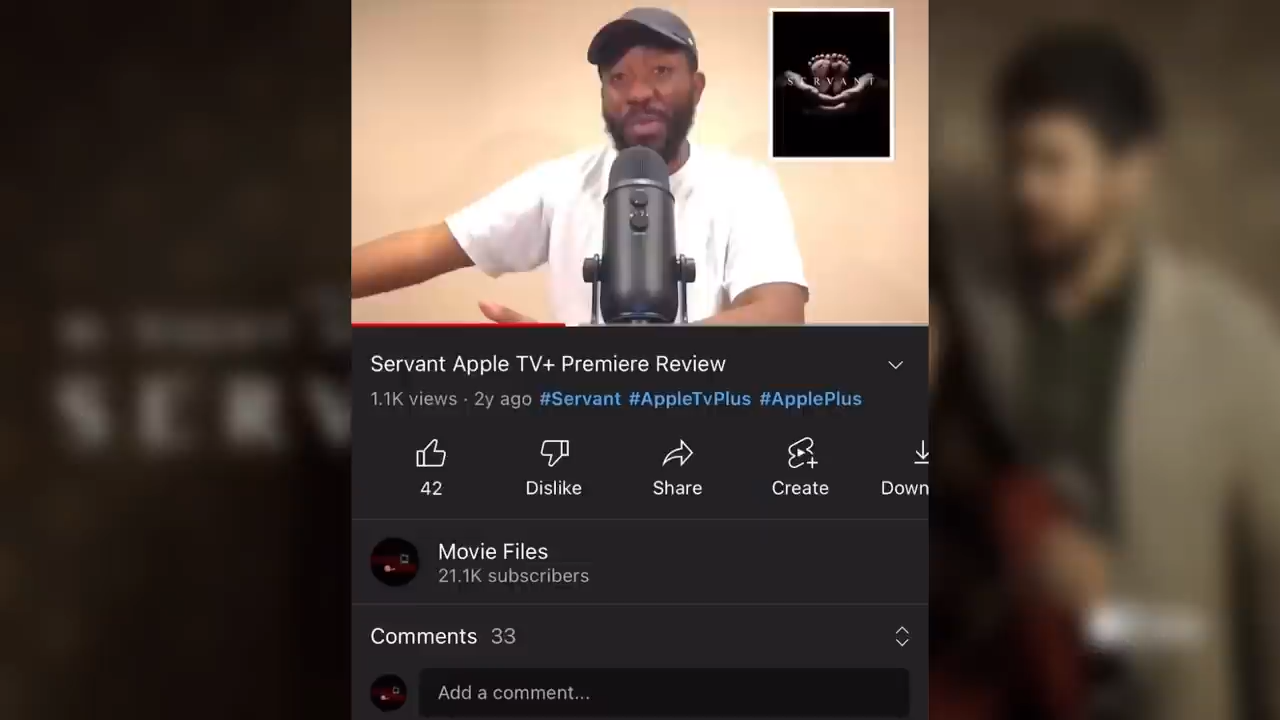 SERVANT
Servant Apple TV+ Premiere Review
1.1K views · 2y ago #Servant #AppleTvPlus #ApplePlus
42
Dislike
Share
Create
Down
Movie Files
21.1K subscribers
Comments 33
Add a comment...
SERV